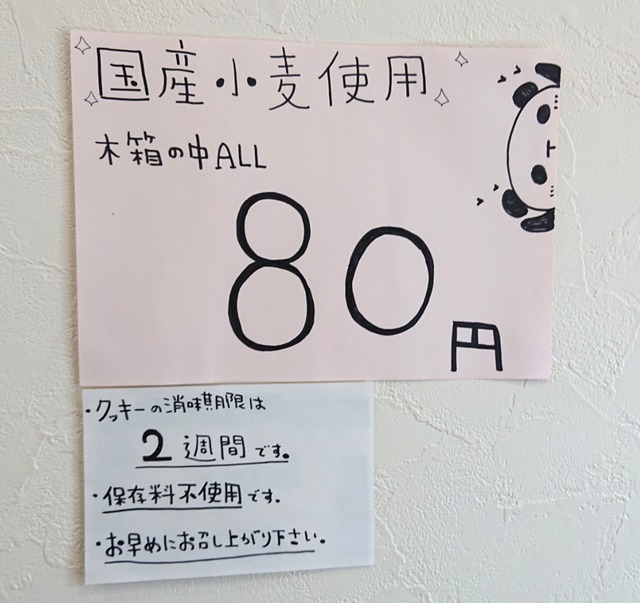 国産小麦使用
木箱の中ALL
80円
・クッキーの消味期限は
2週間です。
・保存料不使用です。
・お早めにお召し上がり下さい。